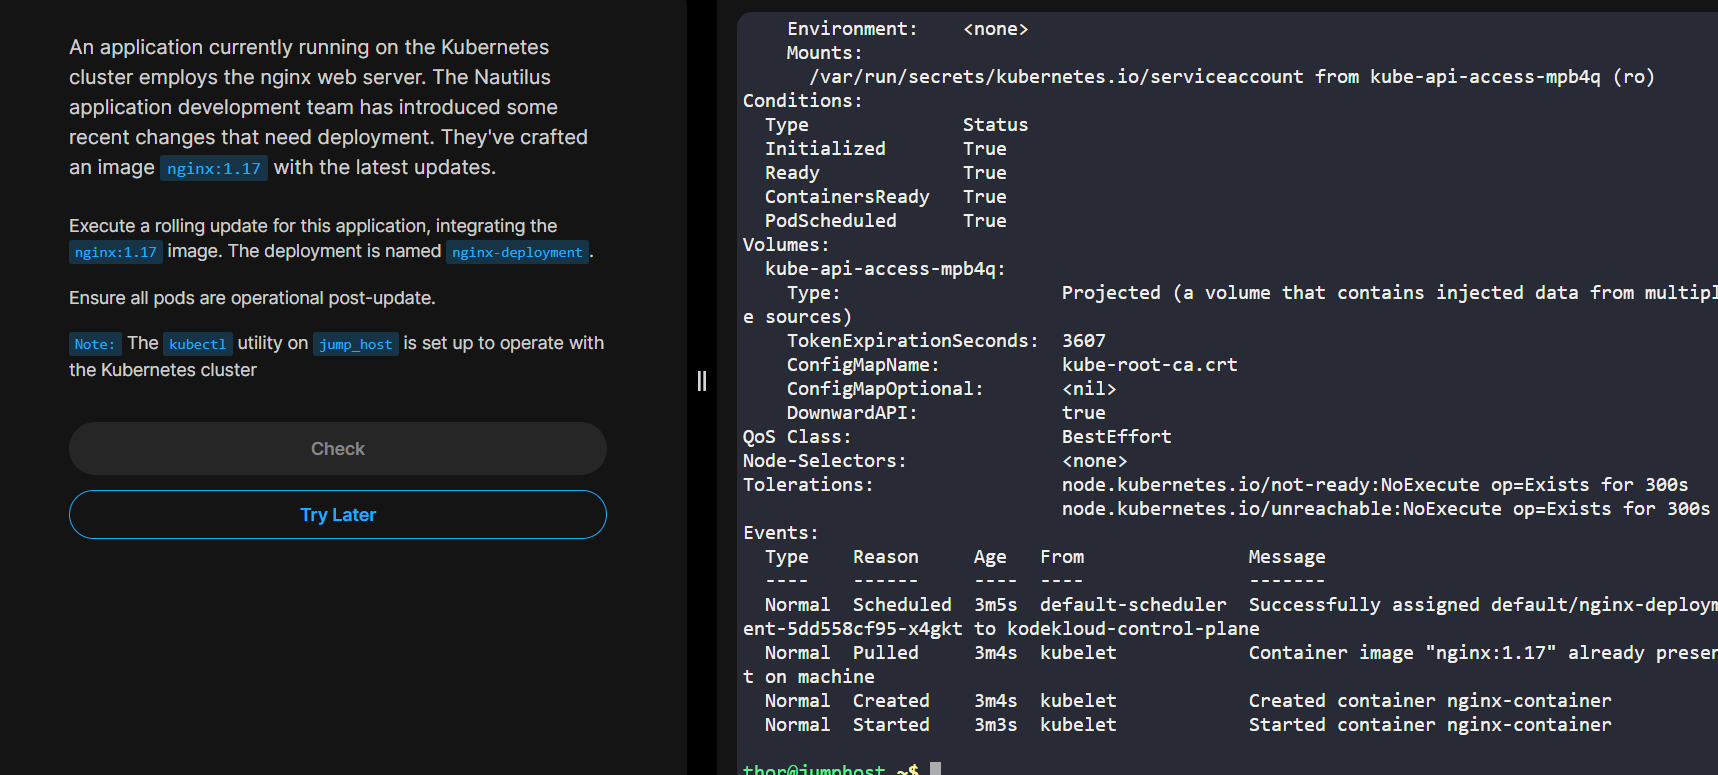 An application currently running on the Kubernetes
cluster employs the nginx web server. The Nautilus
application development team has introduced some
recent changes that need deployment. They've crafted
an image nginx:1.17 with the latest updates.
Execute a rolling update for this application, integrating the
nginx:1.17 image. The deployment is named nginx-deployment.
Ensure all pods are operational post-update.
Note: The kubectl utility on jump_host is set up to operate with
the Kubernetes cluster
Check
Try Later
Environment: <none>
Mounts:
/var/run/secrets/kubernetes.io/serviceaccount from kube-api-access-mpb4q (ro)
Conditions:
Type Status
Initialized True
Ready True
ContainersReady True
PodScheduled True
Volumes:
kube-api-access-mpb4q:
Type: Projected (a volume that contains injected data from multipl
e sources)
TokenExpirationSeconds: 3607
ConfigMapName: kube-root-ca.crt
ConfigMapOptional: <nil>
DownwardAPI: true
QoS Class: BestEffort
Node-Selectors: <none>
Tolerations: node.kubernetes.io/not-ready:NoExecute op=Exists for 300s
node.kubernetes.io/unreachable:NoExecute op=Exists for 300s
Events:
Type Reason Age From Message
---- ------ ---- ---- -------
Normal Scheduled 3m5s default-scheduler Successfully assigned default/nginx-deploym
ent-5dd558cf95-x4gkt to kodekloud-control-plane
Normal Pulled 3m4s kubelet Container image "nginx:1.17" already presen
t on machine
Normal Created 3m4s kubelet Created container nginx-container
Normal Started 3m3s kubelet Started container nginx-container
thor@jumphost ~$